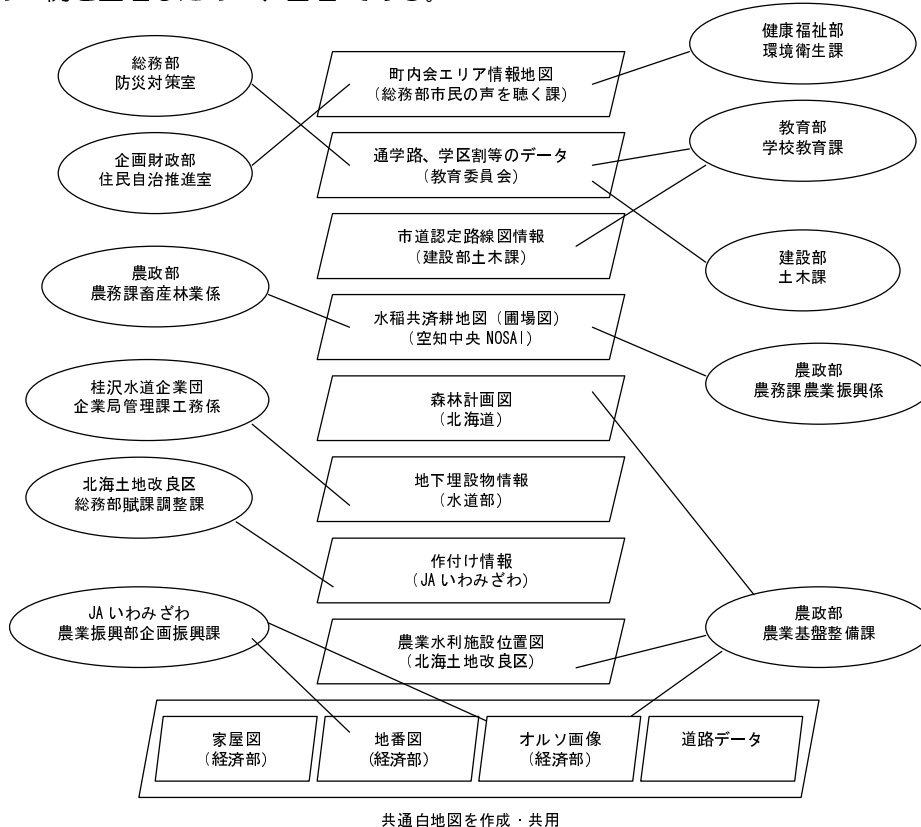 総務部
防災対策室
企画財政部
住民自治推進室
農政部
農務課畜産林業係
桂沢水道企業団
企業局管理課工務係
北海土地改良区
総務部賦課調整課
JAいわみざわ
農業振興部企画振興課
町内会エリア情報地図
(総務部市民の声を聴く課)
通学路、学区割等のデータ
(教育委員会)
市道認定路線図情報
(建設部土木課)
水稲共済耕地図(圃場図)
(空知中央 NOSAI)
森林計画図
(北海道)
地下埋設物情報
(水道部)
作付け情報
(JAいわみざわ)
農業水利施設位置図
(北海土地改良区)
健康福祉部
環境衛生課
教育部
学校教育課
建設部
土木課
農政部
農務課農業振興係
農政部
農業基盤整備課
家屋図
(経済部)
地番図
(経済部)
オルソ画像
(経済部)
道路データ
共通白地図を作成・共用